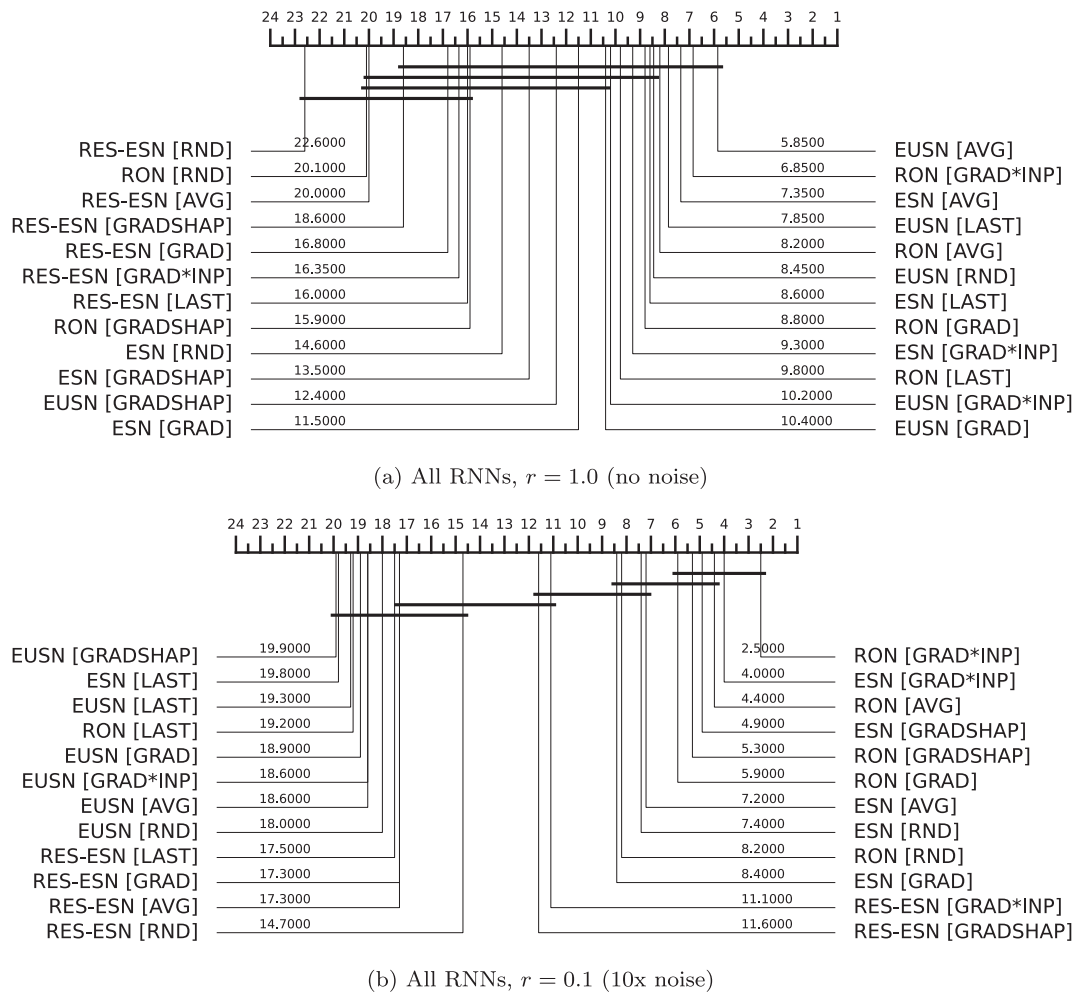 24 23 22 21 20 19 18 17 16 15 14 13 12 11 10 9 8 7 6 5 4 3 2 1
RES-ESN [RND] 22.6000 5.8500 EUSN [AVG]
RON [RND] 20.1000 6.8500 RON [GRAD*INP]
RES-ESN [AVG] 20.0000 7.3500 ESN [AVG]
RES-ESN [GRADSHAP] 18.6000 7.8500 EUSN [LAST]
RES-ESN [GRAD] 16.8000 8.2000 RON [AVG]
RES-ESN [GRAD*INP] 16.3500 8.4500 EUSN [RND]
RES-ESN [LAST] 16.0000 8.6000 ESN [LAST]
RON [GRADSHAP] 15.9000 8.8000 RON [GRAD]
ESN [RND] 14.6000 9.3000 ESN [GRAD*INP]
ESN [GRADSHAP] 13.5000 9.8000 RON [LAST]
EUSN [GRADSHAP] 12.4000 10.2000 EUSN [GRAD*INP]
ESN [GRAD] 11.5000 10.4000 EUSN [GRAD]
(a) All RNNs, r = 1.0 (no noise)
24 23 22 21 20 19 18 17 16 15 14 13 12 11 10 9 8 7 6 5 4 3 2 1
EUSN [GRADSHAP] 19.9000 2.5000 RON [GRAD*INP]
ESN [LAST] 19.8000 4.0000 ESN [GRAD*INP]
EUSN [LAST] 19.3000 4.4000 RON [AVG]
RON [LAST] 19.2000 4.9000 ESN [GRADSHAP]
EUSN [GRAD] 18.9000 5.3000 RON [GRADSHAP]
EUSN [GRAD*INP] 18.6000 5.9000 RON [GRAD]
EUSN [AVG] 18.6000 7.2000 ESN [AVG]
EUSN [RND] 18.0000 7.4000 ESN [RND]
RES-ESN [LAST] 17.5000 8.2000 RON [RND]
RES-ESN [GRAD] 17.3000 8.4000 ESN [GRAD]
RES-ESN [AVG] 17.3000 11.1000 RES-ESN [GRAD*INP]
RES-ESN [RND] 14.7000 11.6000 RES-ESN [GRADSHAP]
(b) All RNNs, r = 0.1 (10x noise)